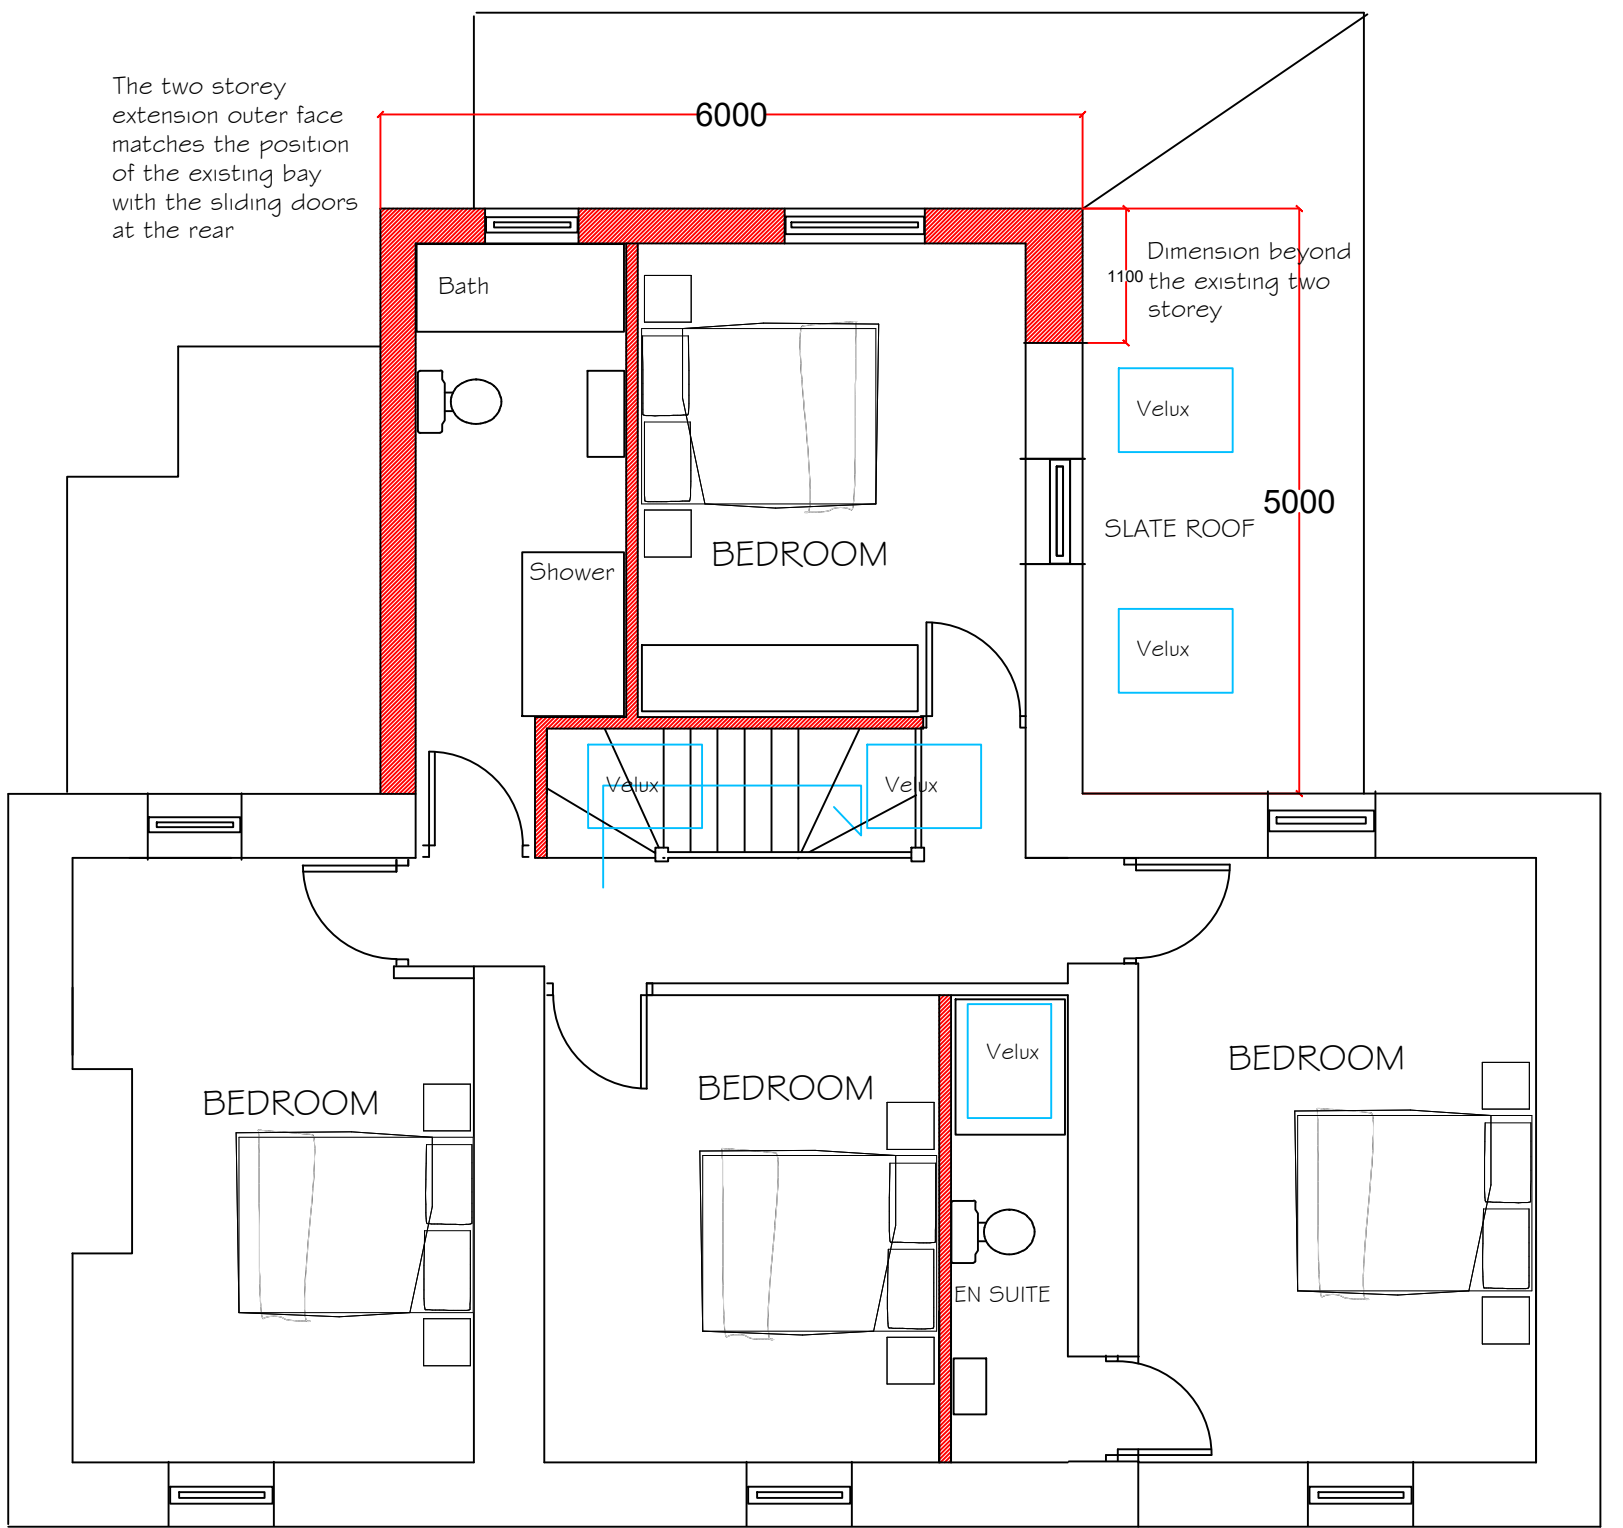 The two storey
extension outer face
matches the position
of the existing bay
with the sliding doors
at the rear
6000
Dimension beyond
the existing two
storey
1100
Bath
Velux
5000
SLATE ROOF
BEDROOM
Shower
Velux
Velux
Velux
Velux
BEDROOM
BEDROOM
BEDROOM
EN SUITE